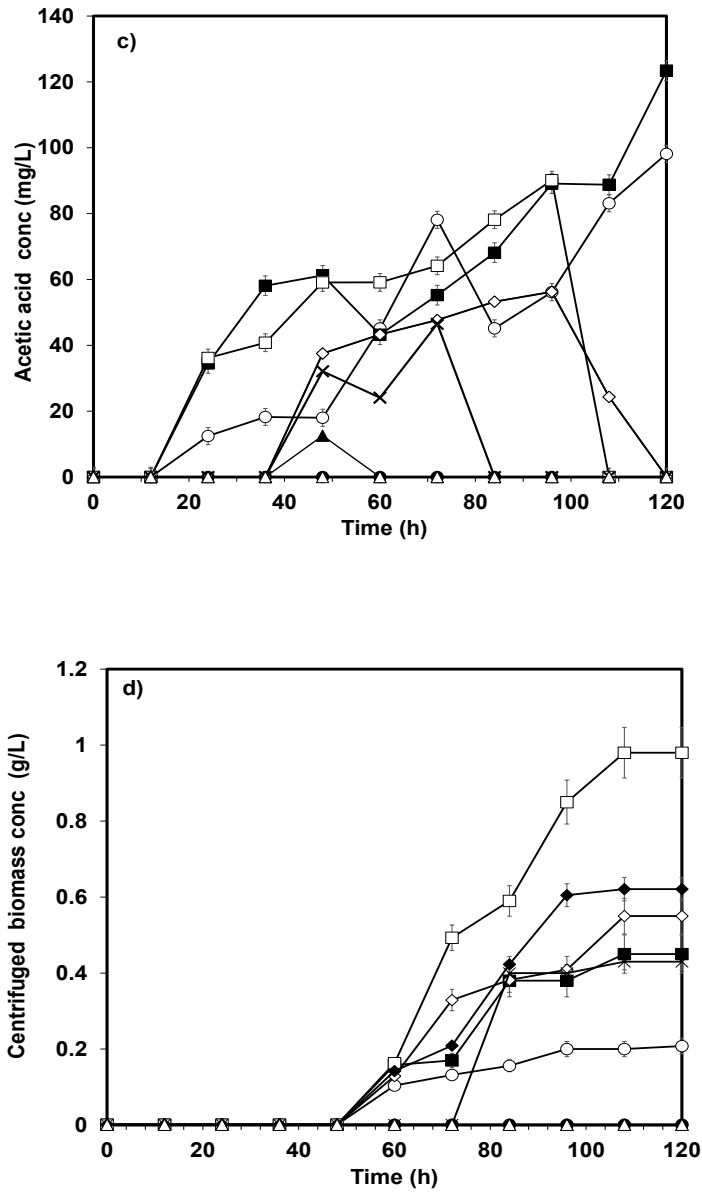 c)
Acetic acid conc (mg/L)
140
120
100
80
60
40
20
0
0 20 40 60 80 100 120
Time (h)
d)
Centrifuged biomass conc (g/L)
1.2
1
0.8
0.6
0.4
0.2
0
0 20 40 60 80 100 120
Time (h)